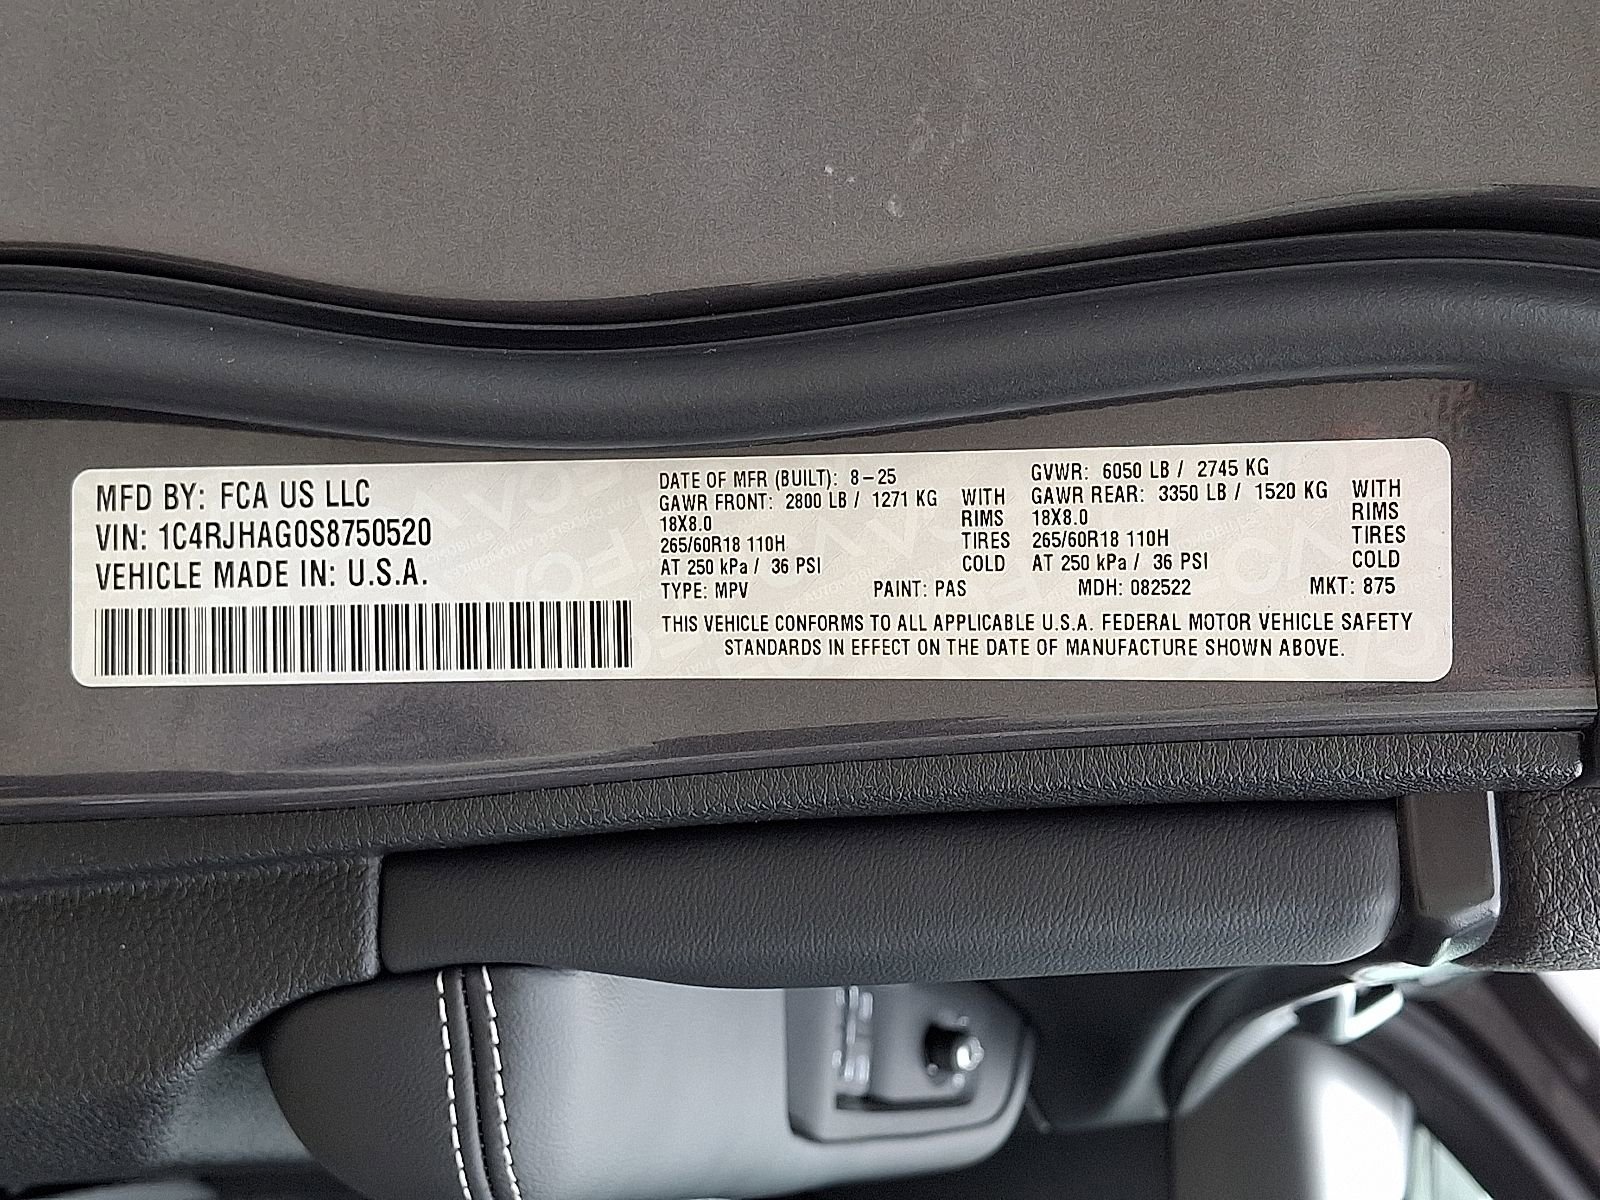 MFD BY: FCA US LLC
VIN: 1C4RJHAG0S8750520
VEHICLE MADE IN: U.S.A.
DATE OF MFR (BUILT): 8-25
GAWR FRONT: 2800 LB / 1271 KG WITH
18X8.0 RIMS
265/60R18 110H TIRES
AT 250 kPa / 36 PSI COLD
GVWR: 6050 LB / 2745 KG
GAWR REAR: 3350 LB / 1520 KG WITH
18X8.0 RIMS
265/60R18 110H TIRES
AT 250 kPa / 36 PSI COLD
TYPE: MPV PAINT: PAS MDH: 082522 MKT: 875
THIS VEHICLE CONFORMS TO ALL APPLICABLE U.S.A. FEDERAL MOTOR VEHICLE SAFETY
STANDARDS IN EFFECT ON THE DATE OF MANUFACTURE SHOWN ABOVE.